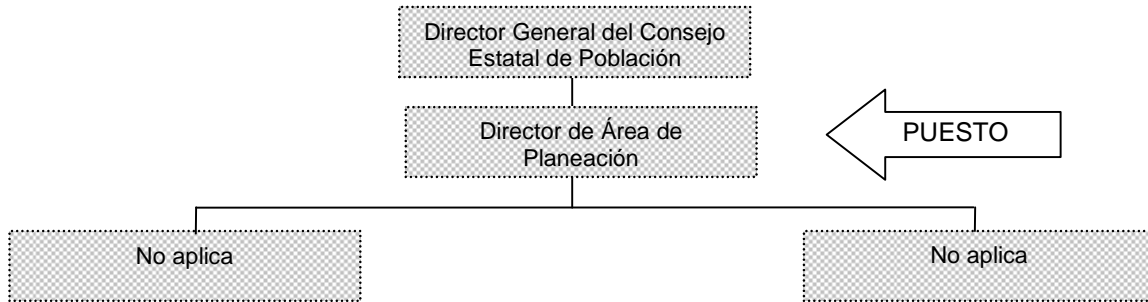 Director General del Consejo
Estatal de Población
Director de Área de
Planeación
PUESTO
No aplica
No aplica